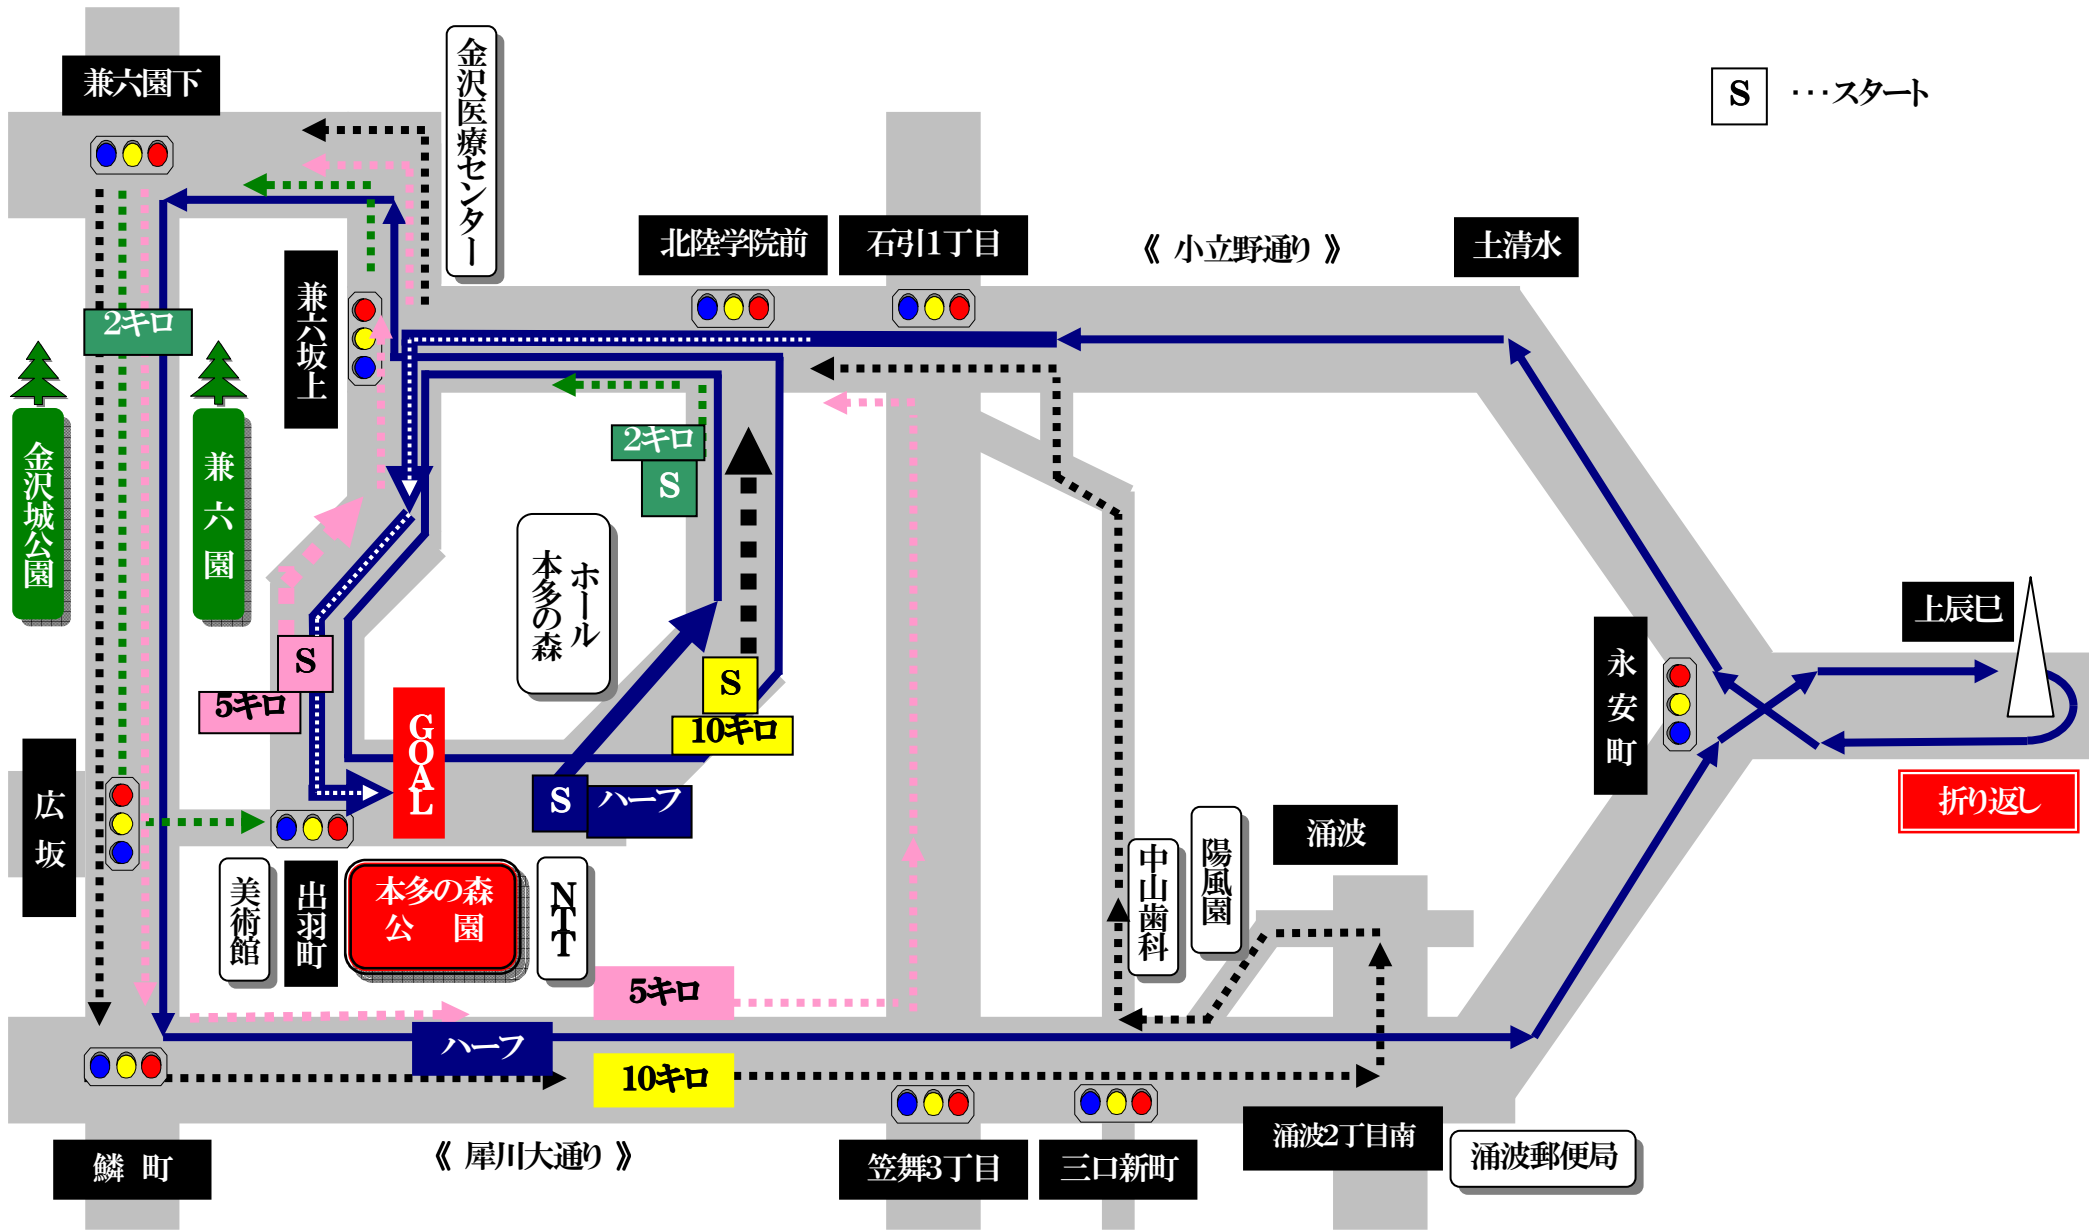 兼六園下
金沢医療センター
S
･･･スタート
北陸学院前
石引1丁目
《 小立野通り 》
土清水
兼六坂上
2キロ
金沢城公園
兼六園
2キロ
S
ホール
本多の森
S
5キロ
GOAL
S
10キロ
S
ハーフ
永安町
上辰巳
折り返し
広坂
美術館
出羽町
本多の森
公 園
NTT
中山歯科
陽風園
涌波
5キロ
ハーフ
10キロ
鱗 町
《 犀川大通り 》
笠舞3丁目
三口新町
涌波2丁目南
涌波郵便局